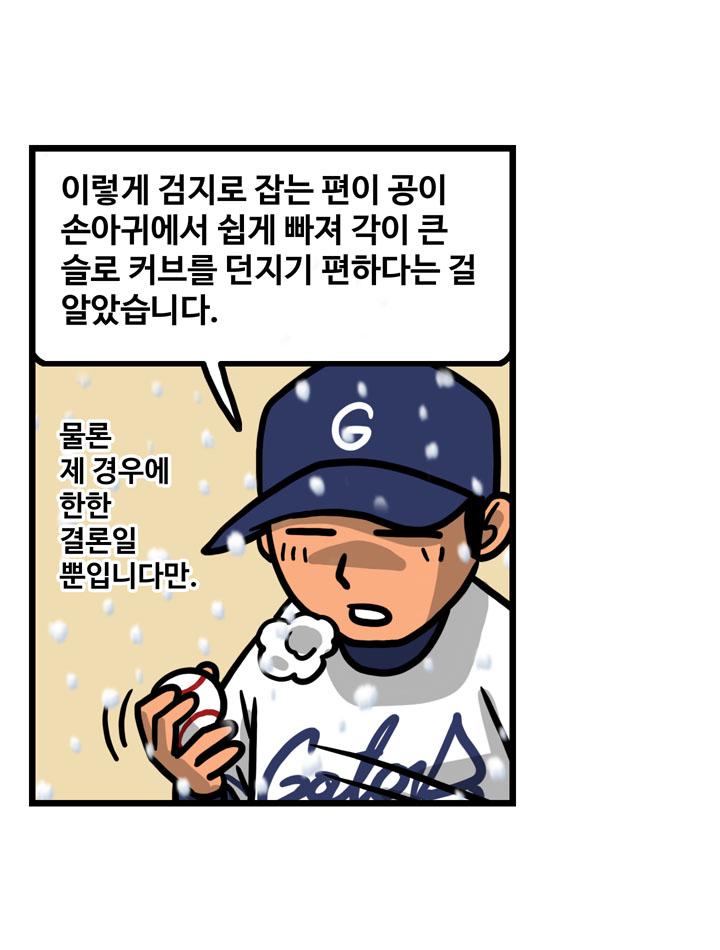 이렇게 검지로 잡는 편이 공이
손아귀에서 쉽게 빠져 각이 큰
슬로 커브를 던지기 편하다는 걸
알았습니다.
G
물론
제 경우에
한한
결론일
뿐입니다만.
Gators